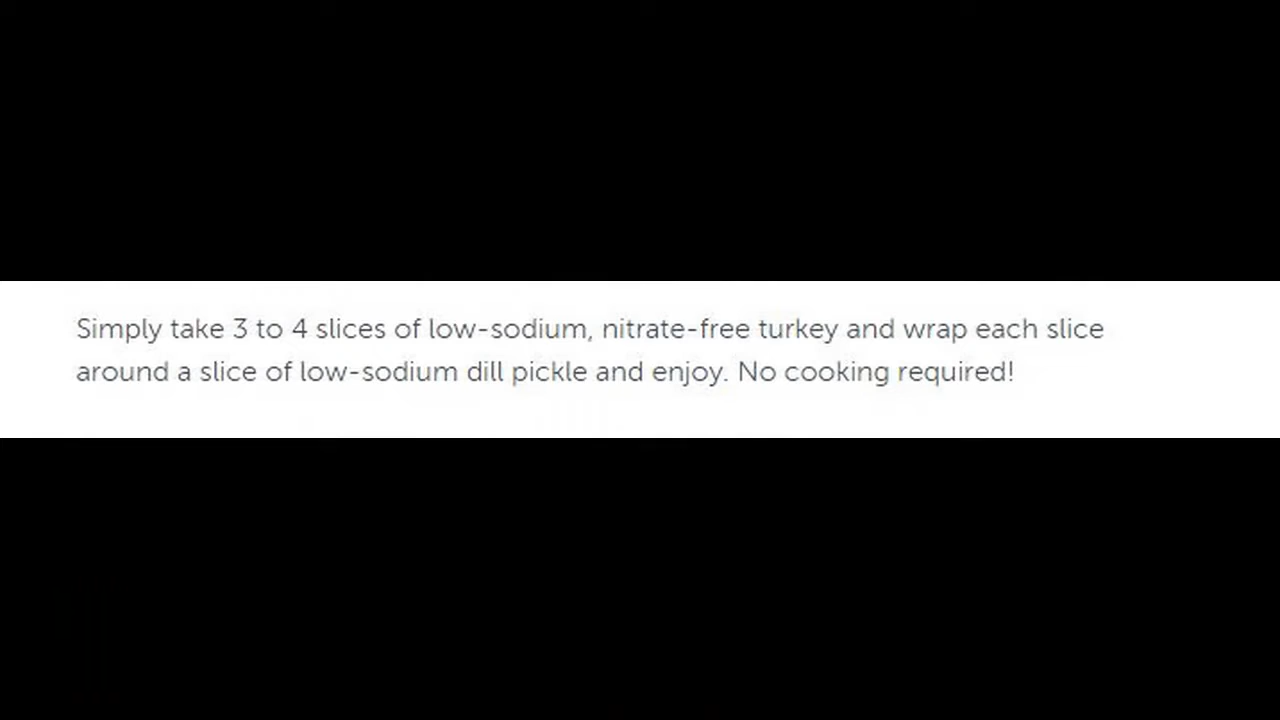 Simply take 3 to 4 slices of low-sodium, nitrate-free turkey and wrap each slice
around a slice of low-sodium dill pickle and enjoy. No cooking required!